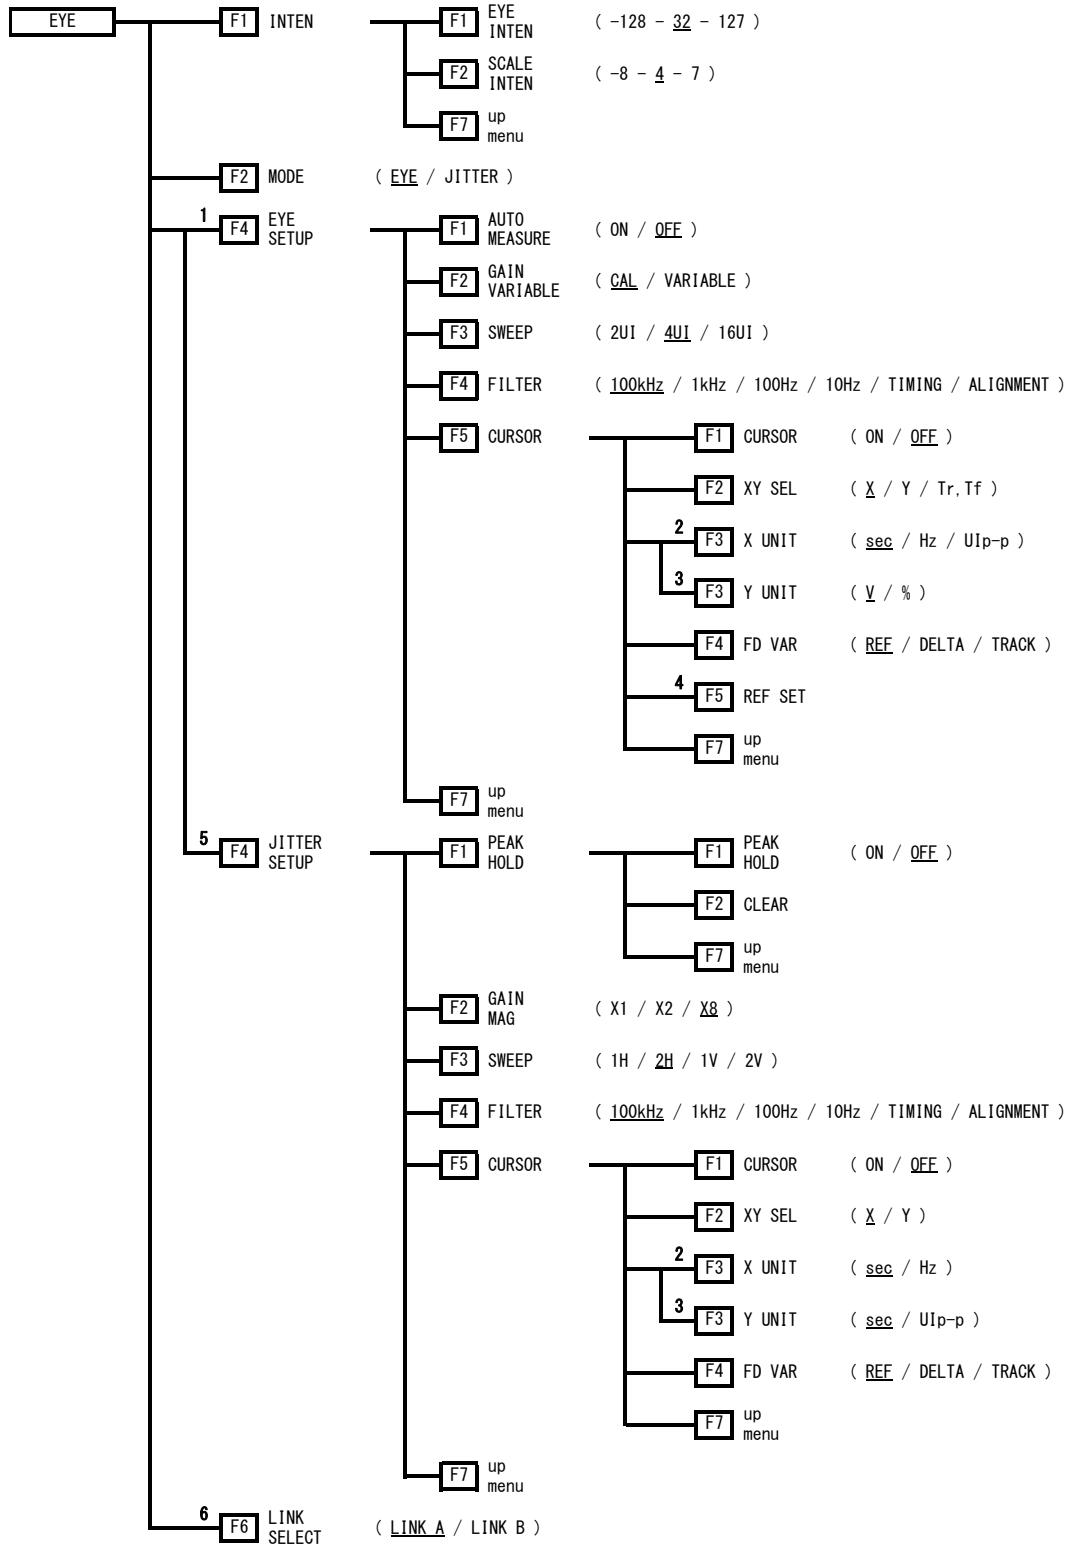 EYE F1 INTEN F1 EYE INTEN ( -128 - 32 - 127 )
F2 SCALE INTEN ( -8 - 4 - 7 )
F7 up menu
F2 MODE ( EYE / JITTER )
1 F4 EYE SETUP F1 AUTO MEASURE ( ON / OFF )
F2 GAIN VARIABLE ( CAL / VARIABLE )
F3 SWEEP ( 2UI / 4UI / 16UI )
F4 FILTER ( 100kHz / 1kHz / 100Hz / 10Hz / TIMING / ALIGNMENT )
F5 CURSOR F1 CURSOR ( ON / OFF )
F2 XY SEL ( X / Y / Tr,Tf )
2 F3 X UNIT ( sec / Hz / UIp-p )
3 F3 Y UNIT ( V / % )
F4 FD VAR ( REF / DELTA / TRACK )
4 F5 REF SET
F7 up menu
F7 up menu
5 F4 JITTER SETUP F1 PEAK HOLD F1 PEAK HOLD ( ON / OFF )
F2 CLEAR
F7 up menu
F2 GAIN MAG ( X1 / X2 / X8 )
F3 SWEEP ( 1H / 2H / 1V / 2V )
F4 FILTER ( 100kHz / 1kHz / 100Hz / 10Hz / TIMING / ALIGNMENT )
F5 CURSOR F1 CURSOR ( ON / OFF )
F2 XY SEL ( X / Y )
2 F3 X UNIT ( sec / Hz )
3 F3 Y UNIT ( sec / UIp-p )
F4 FD VAR ( REF / DELTA / TRACK )
F7 up menu
F7 up menu
6 F6 LINK SELECT ( LINK A / LINK B )